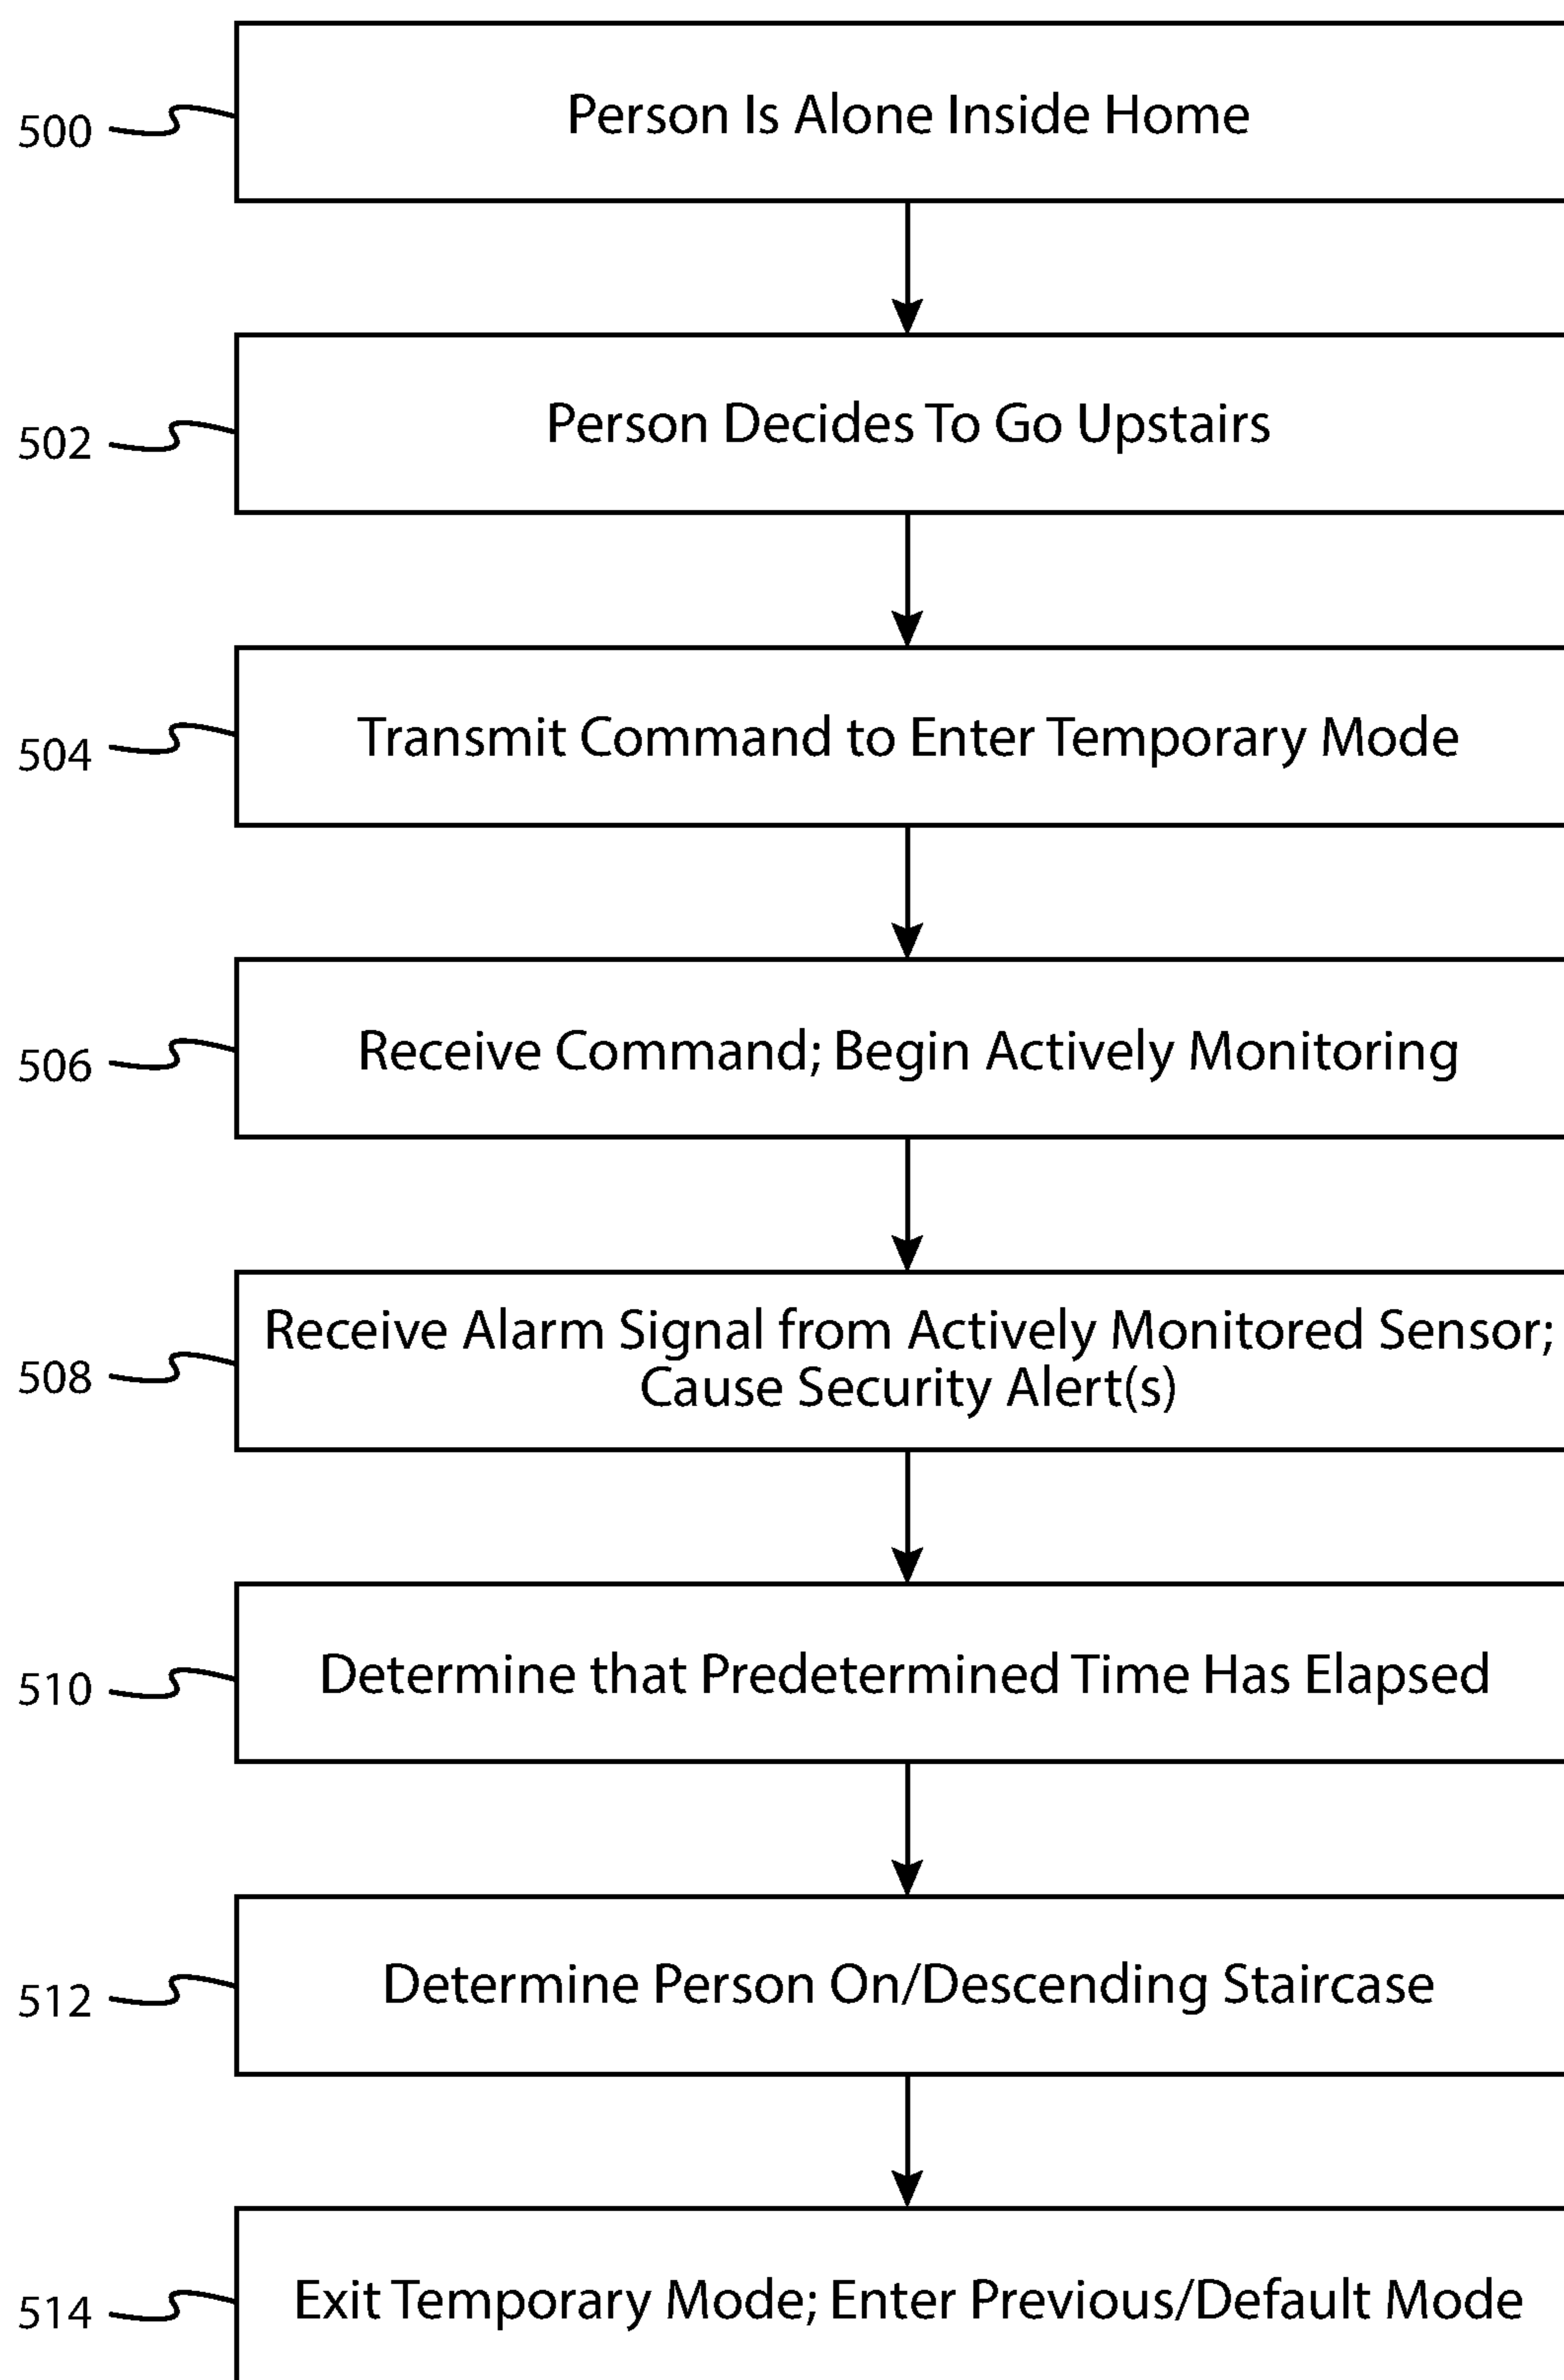 500
Person Is Alone Inside Home
502
Person Decides To Go Upstairs
504
Transmit Command to Enter Temporary Mode
506
Receive Command; Begin Actively Monitoring
508
Receive Alarm Signal from Actively Monitored Sensor;
Cause Security Alert(s)
510
Determine that Predetermined Time Has Elapsed
512
Determine Person On/Descending Staircase
514
Exit Temporary Mode; Enter Previous/Default Mode